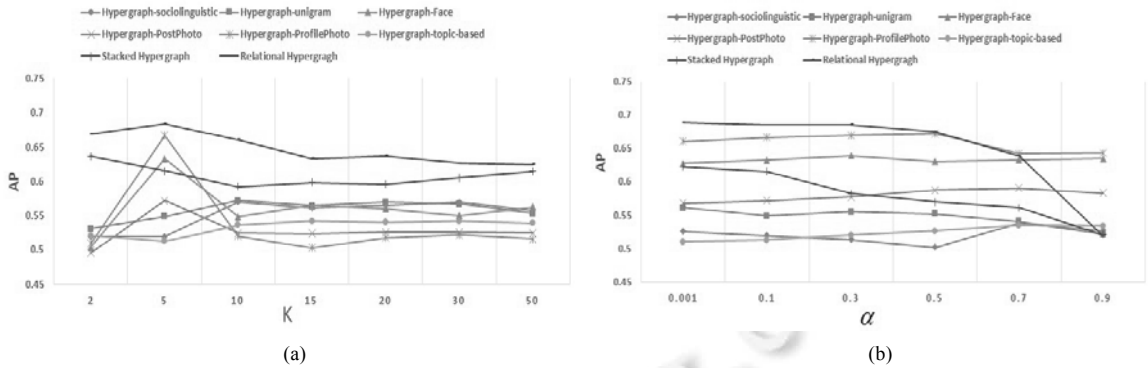 Hypergraph-sociolinguistic Hypergraph-unigram Hypergraph-Face
Hypergraph-PostPhoto Hypergraph-ProfilePhoto Hypergraph-topic-based
Stacked Hypergraph Relational Hypergragh
0.75
0.7
0.65
0.6
0.55
0.5
0.45
AP
2 5 10 15 20 30 50
K
(a)
Hypergraph-sociolinguistic Hypergraph-unigram Hypergraph-Face
Hypergraph-PostPhoto Hypergraph-ProfilePhoto Hypergraph-topic-based
Stacked Hypergraph Relational Hypergragh
0.75
0.7
0.65
0.6
0.55
0.5
0.45
AP
0.001 0.1 0.3 0.5 0.7 0.9
α
(b)